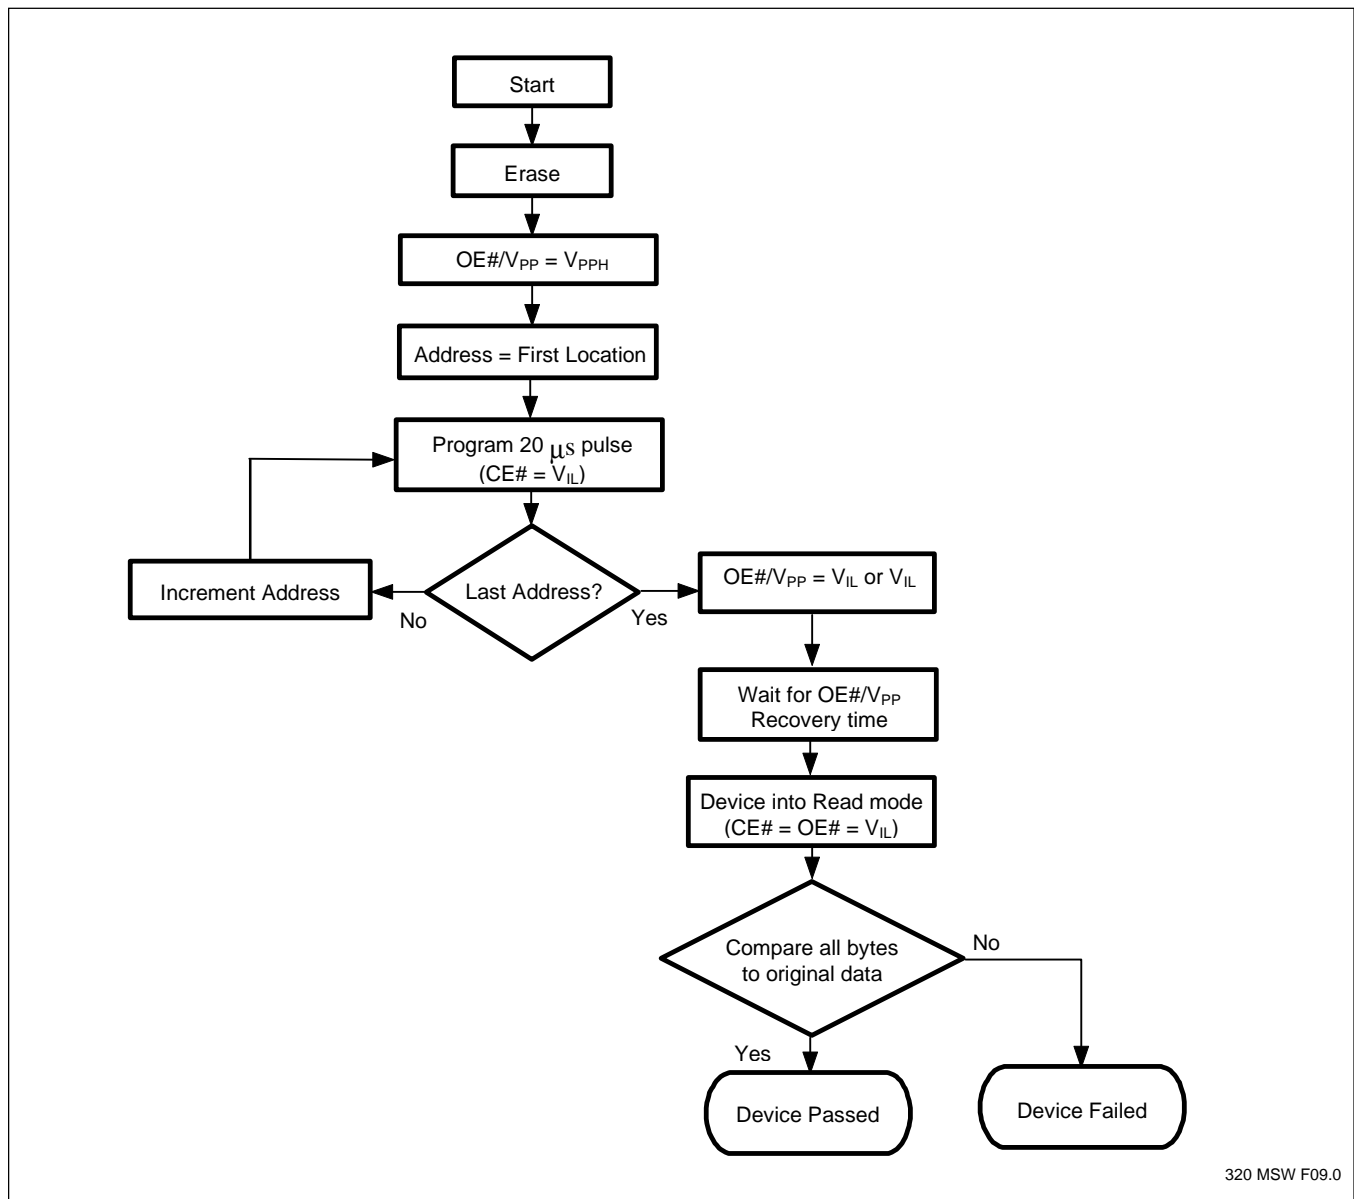 Start
Erase
OE#/VPP = VPPH
Address = First Location
Program 20 μs pulse
(CE# = VIL)
Increment Address
No
Last Address?
Yes
OE#/VPP = VIL or VIL
Wait for OE#/VPP
Recovery time
Device into Read mode
(CE# = OE# = VIL)
Compare all bytes
to original data
No
Yes
Device Passed
Device Failed
320 MSW F09.0